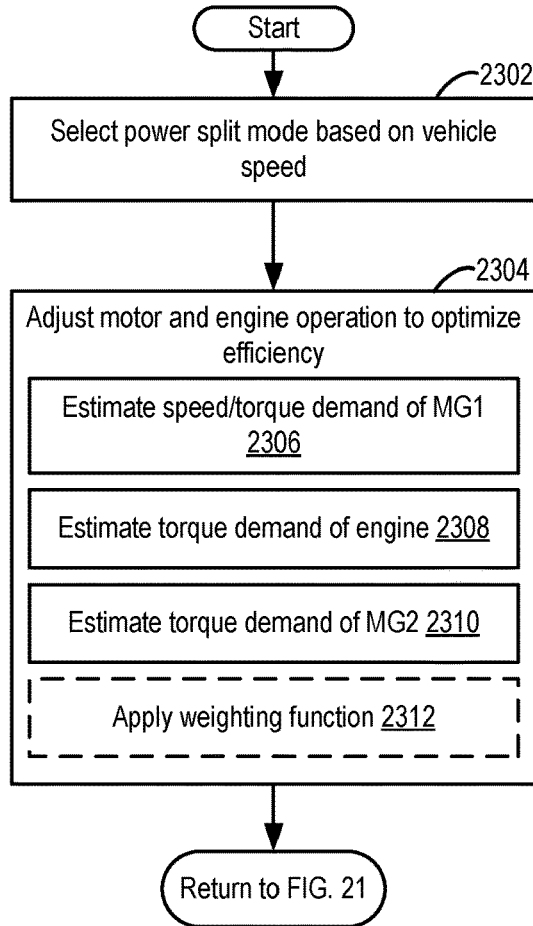 Start
2302
Select power split mode based on vehicle
speed
2304
Adjust motor and engine operation to optimize
efficiency
Estimate speed/torque demand of MG1
2306
Estimate torque demand of engine 2308
Estimate torque demand of MG2 2310
Apply weighting function 2312
Return to FIG. 21